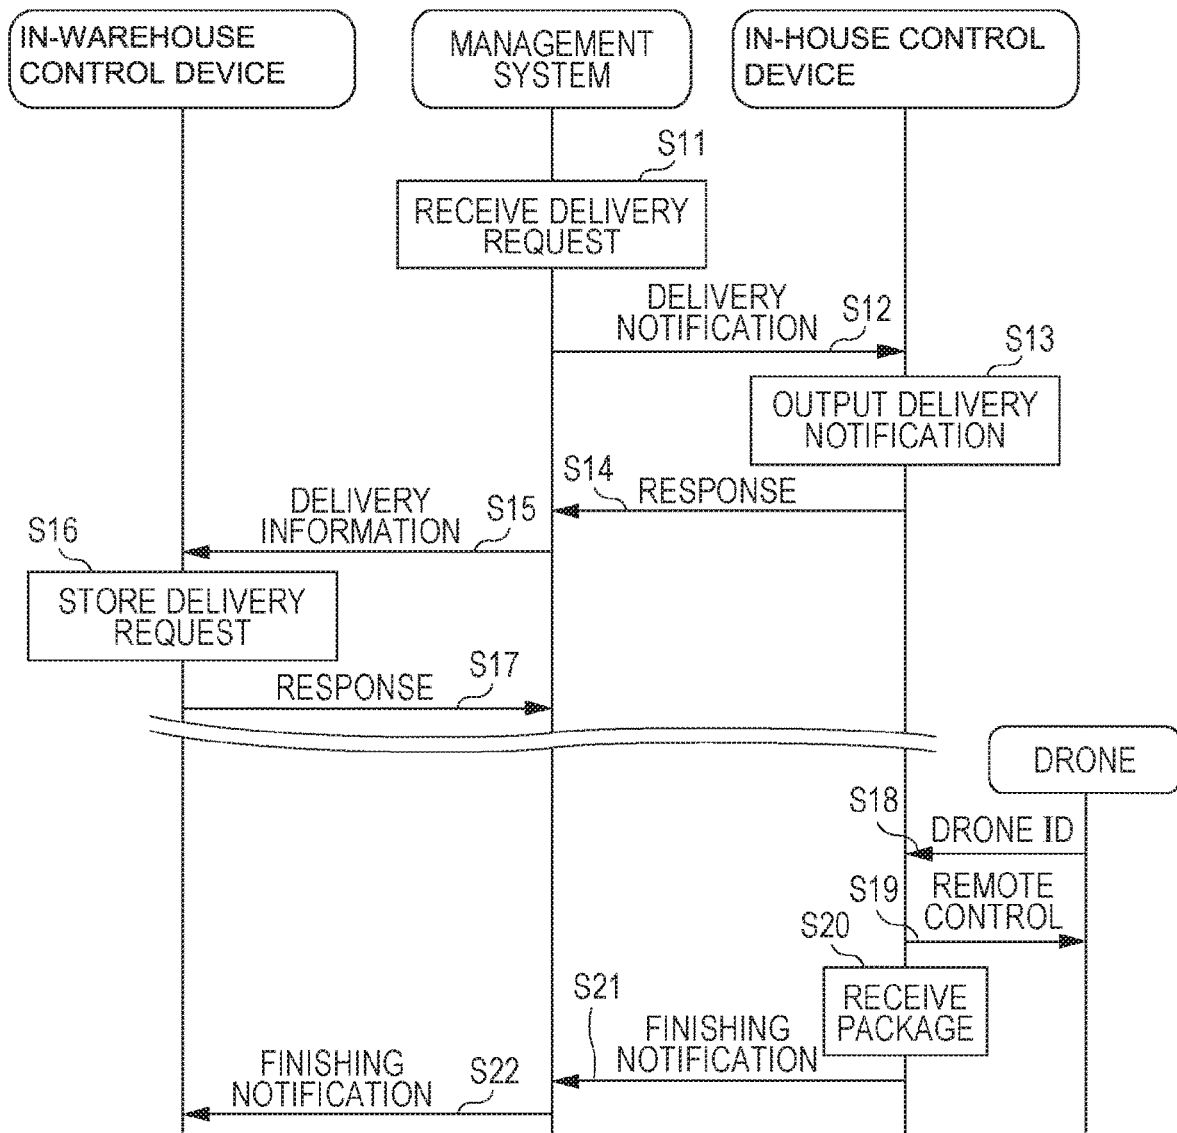 IN-WAREHOUSE
CONTROL DEVICE
MANAGEMENT
SYSTEM
IN-HOUSE CONTROL
DEVICE
S11
RECEIVE DELIVERY
REQUEST
DELIVERY
NOTIFICATION
S12
S13
OUTPUT DELIVERY
NOTIFICATION
S14
RESPONSE
DELIVERY
INFORMATION
S15
S16
STORE DELIVERY
REQUEST
RESPONSE
S17
DRONE
S18
DRONE ID
S19
REMOTE
CONTROL
S20
RECEIVE
PACKAGE
S21
FINISHING
NOTIFICATION
FINISHING
NOTIFICATION
S22